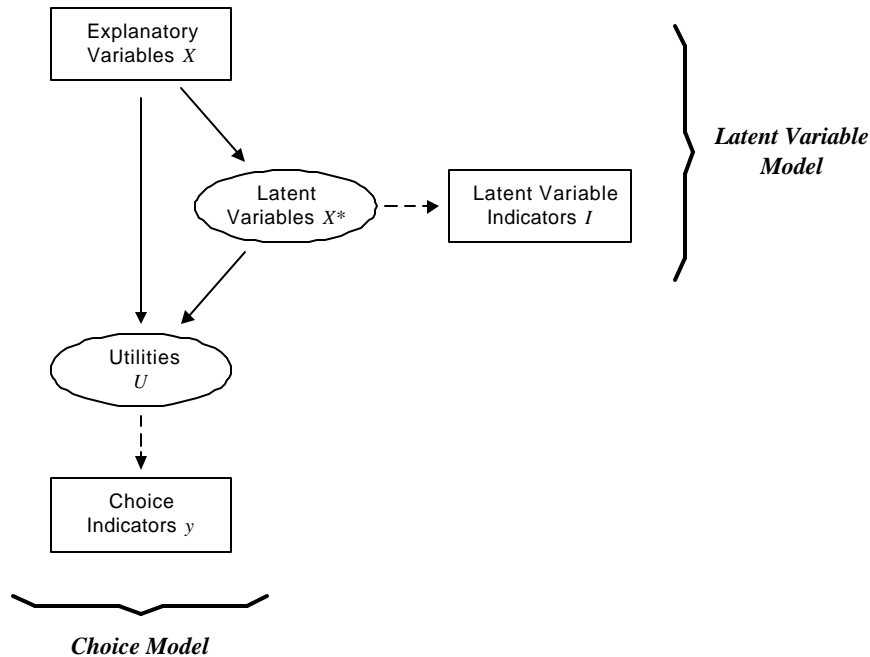 Explanatory
Variables X
Latent Variable
Model
Latent
Variables X*
Latent Variable
Indicators I
Utilities
U
Choice
Indicators y
Choice Model